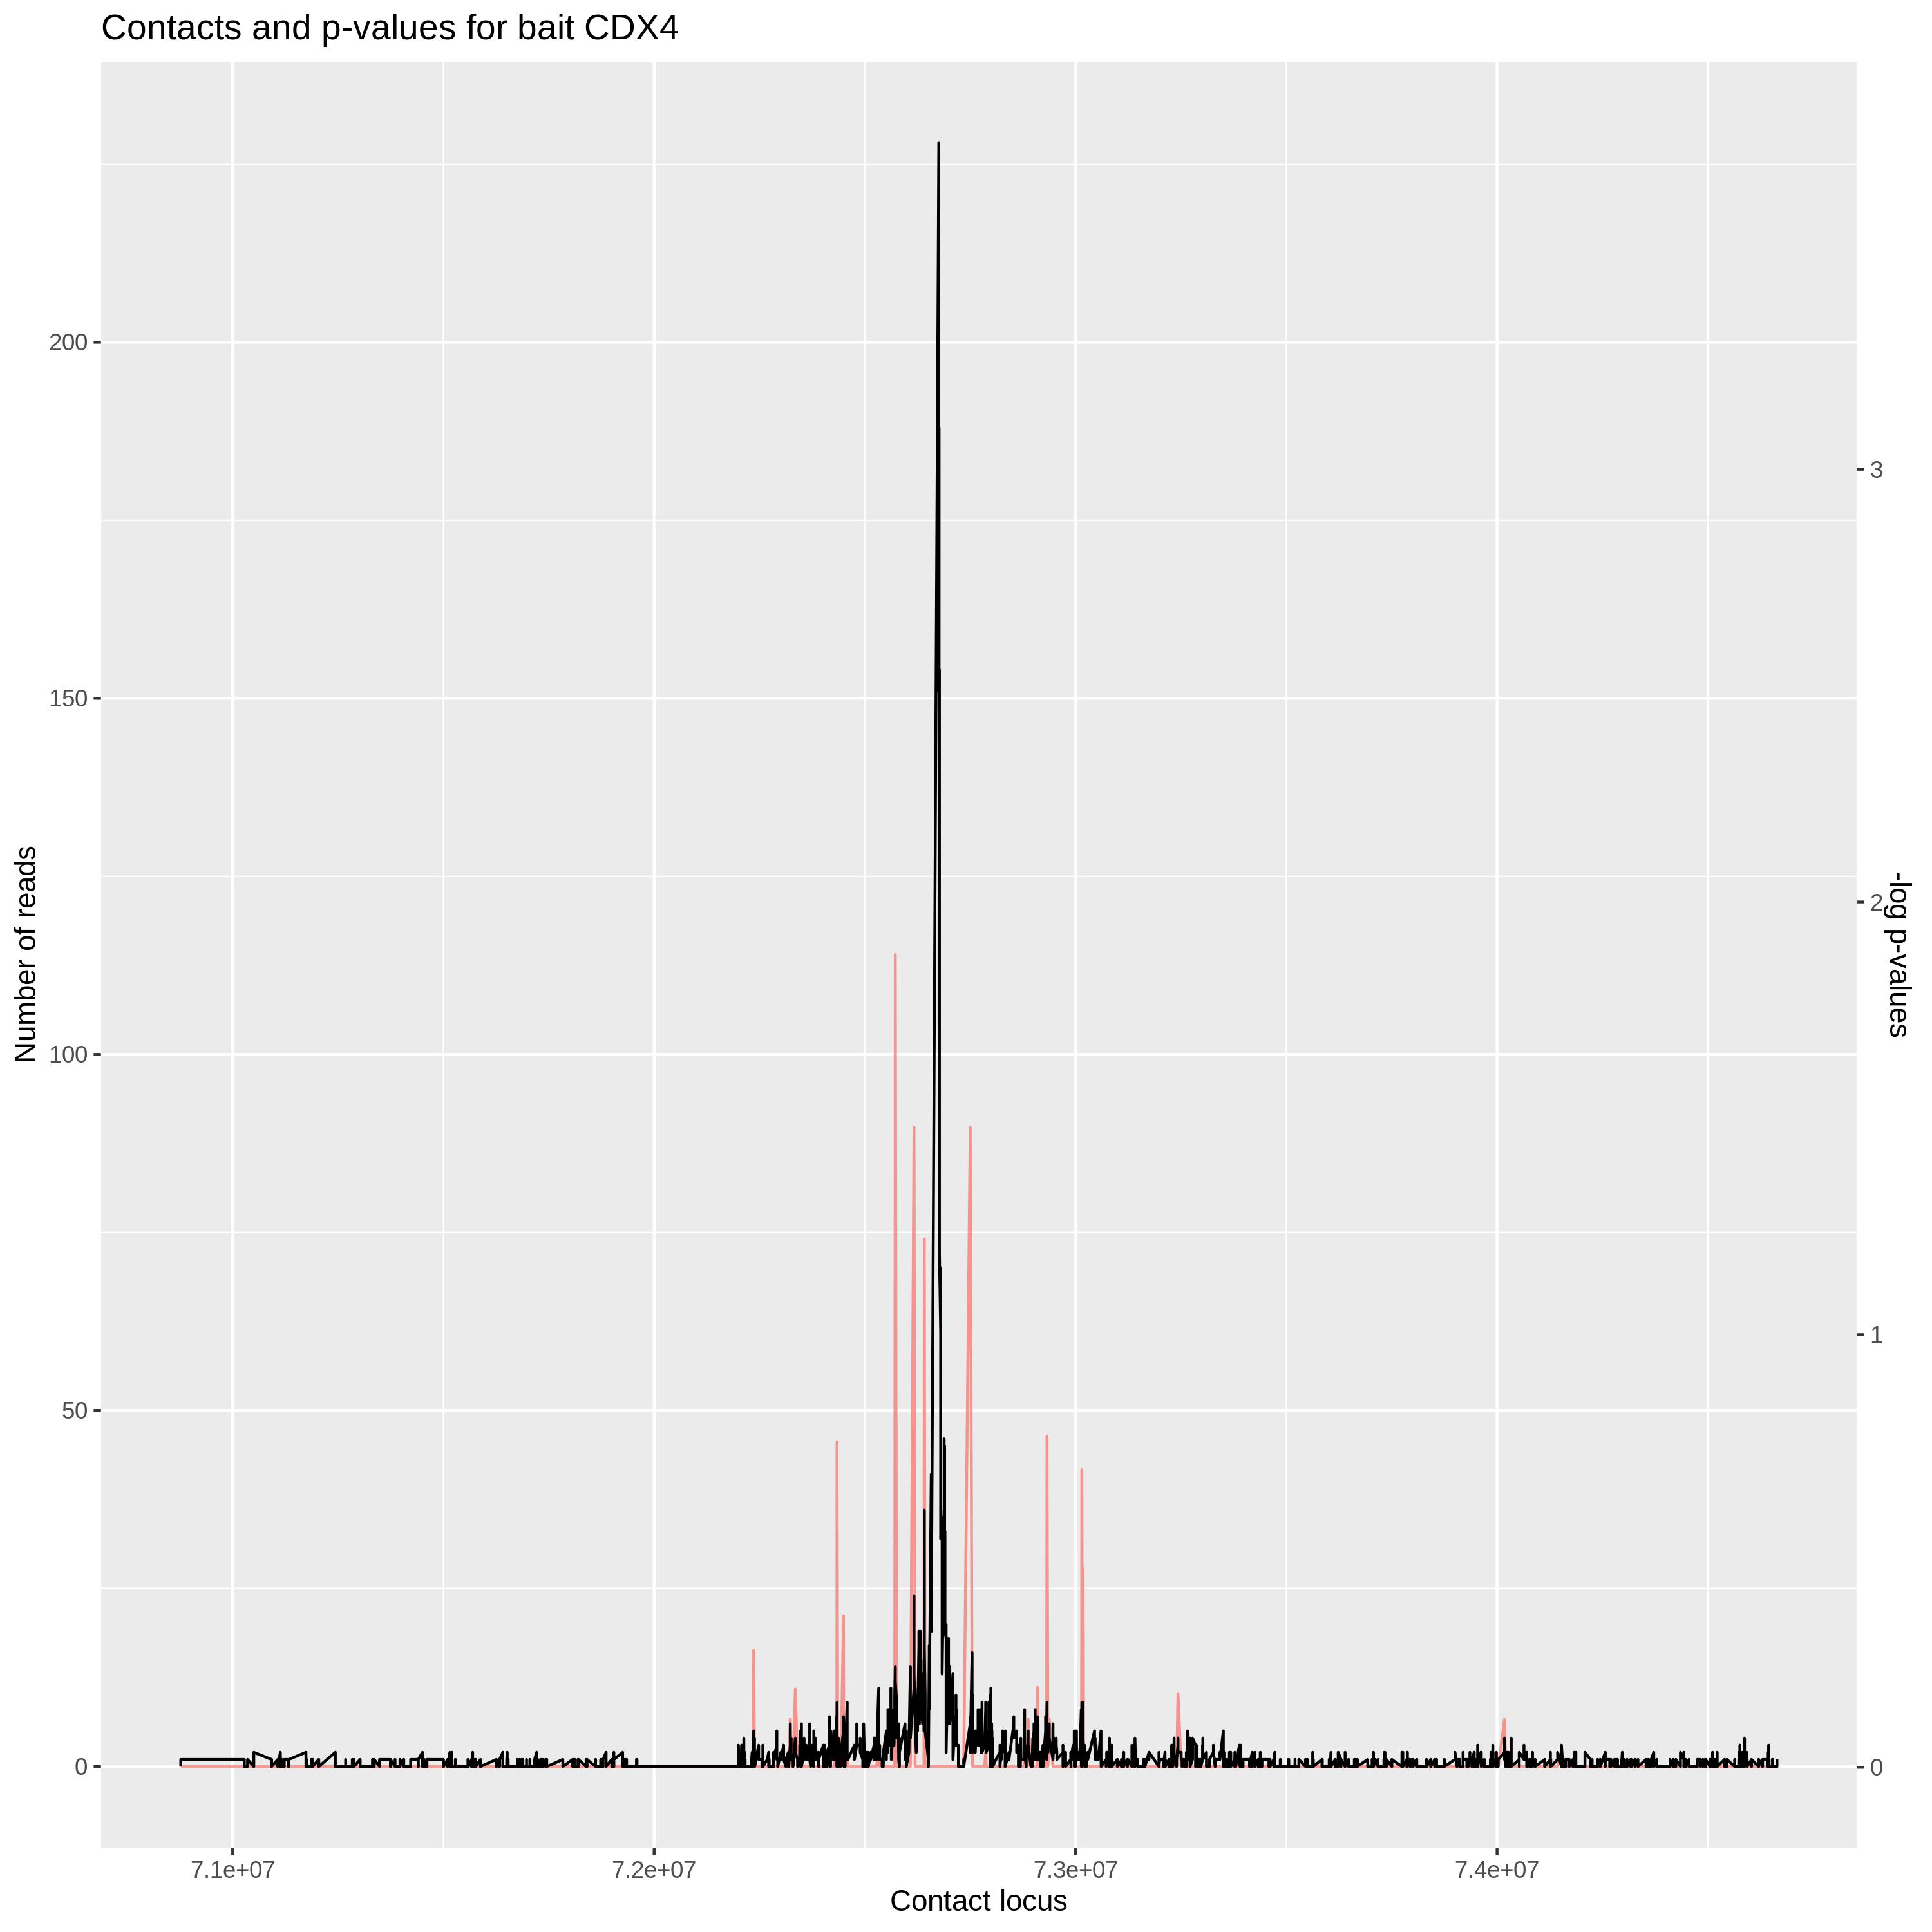 Contacts and p-values for bait CDX4
Number of reads
200
150
100
50
0
3
2
1
0
-log p-values
7.1e+07 7.2e+07 7.3e+07 7.4e+07
Contact locus